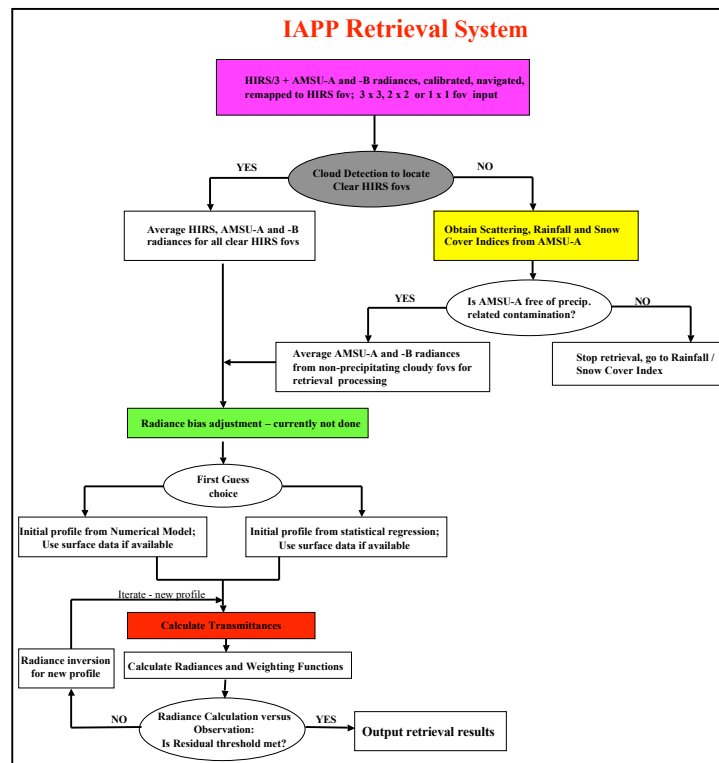 IAPP Retrieval System
HIRS/3 + AMSU-A and -B radiances, calibrated, navigated,
remapped to HIRS fov; 3 x 3, 2 x 2 or 1 x 1 fov input
YES
Cloud Detection to locate
Clear HIRS fovs
NO
Average HIRS, AMSU-A and -B
radiances for all clear HIRS fovs
Obtain Scattering, Rainfall and Snow
Cover Indices from AMSU-A
YES
Is AMSU-A free of precip.
related contamination?
NO
Average AMSU-A and -B radiances
from non-precipitating cloudy fovs for
retrieval processing
Stop retrieval, go to Rainfall /
Snow Cover Index
Radiance bias adjustment – currently not done
First Guess
choice
Initial profile from Numerical Model;
Use surface data if available
Initial profile from statistical regression;
Use surface data if available
Iterate - new profile
Calculate Transmittances
Radiance inversion
for new profile
Calculate Radiances and Weighting Functions
NO
Radiance Calculation versus
Observation:
Is Residual threshold met?
YES
Output retrieval results